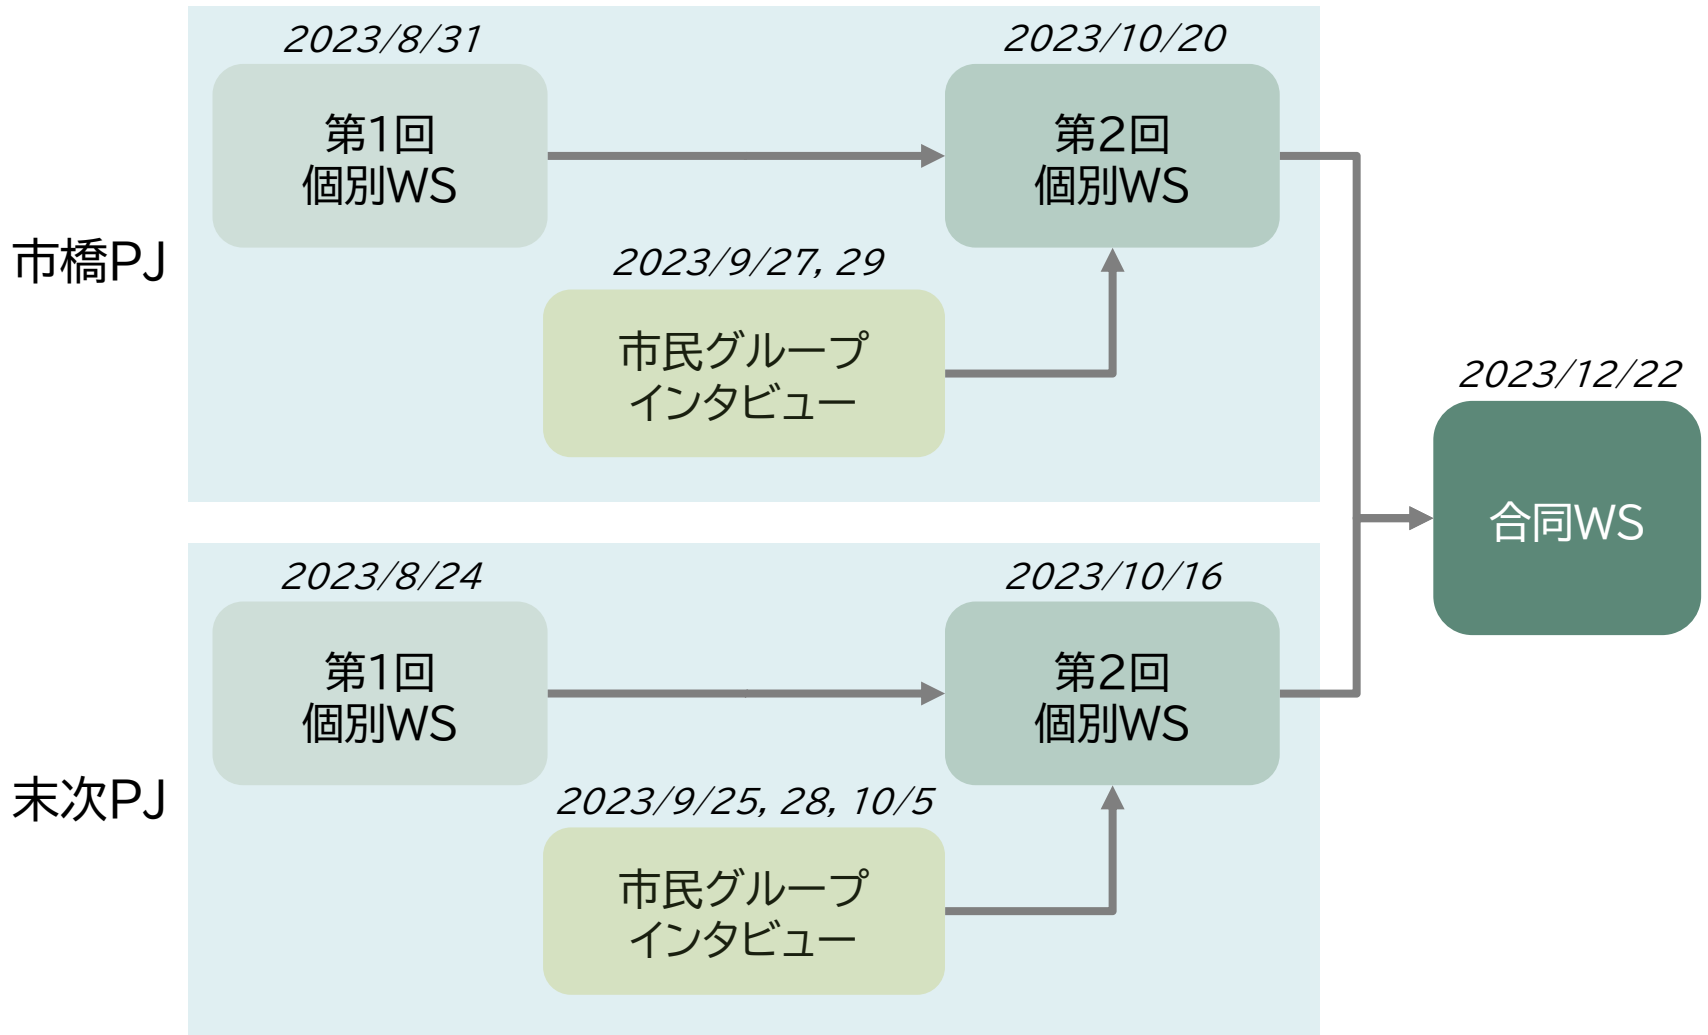 市橋PJ
2023/8/31
第1回
個別WS
2023/10/20
第2回
個別WS
2023/9/27, 29
市民グループ
インタビュー
末次PJ
2023/8/24
第1回
個別WS
2023/10/16
第2回
個別WS
2023/9/25, 28, 10/5
市民グループ
インタビュー
2023/12/22
合同WS